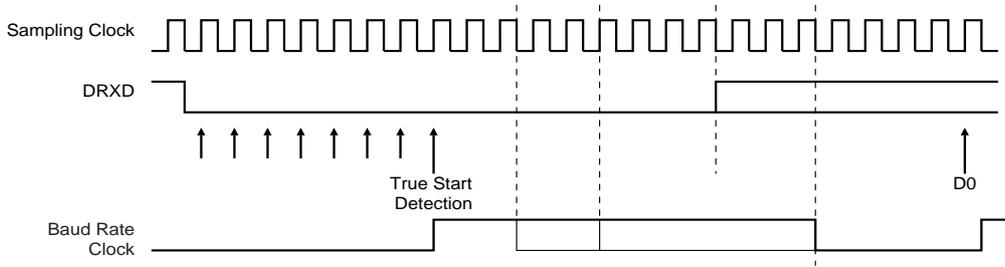 Sampling Clock
DRXD
True Start
Detection
D0
Baud Rate
Clock